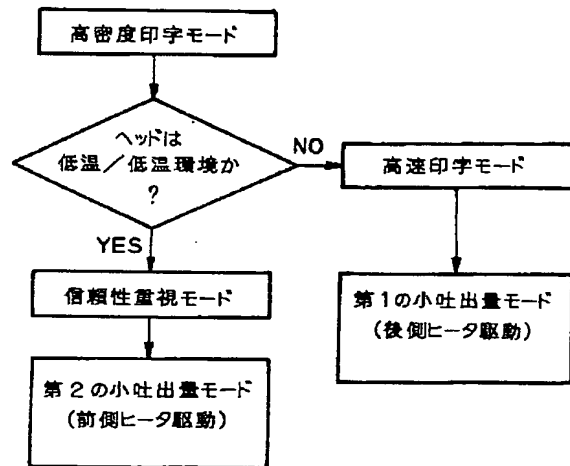 高密度印字モード
ヘッドは
低温/低温環境か
?
NO
高速印字モード
YES
信頼性重視モード
第1の小吐出量モード
(後側ヒータ駆動)
第2の小吐出量モード
(前側ヒータ駆動)